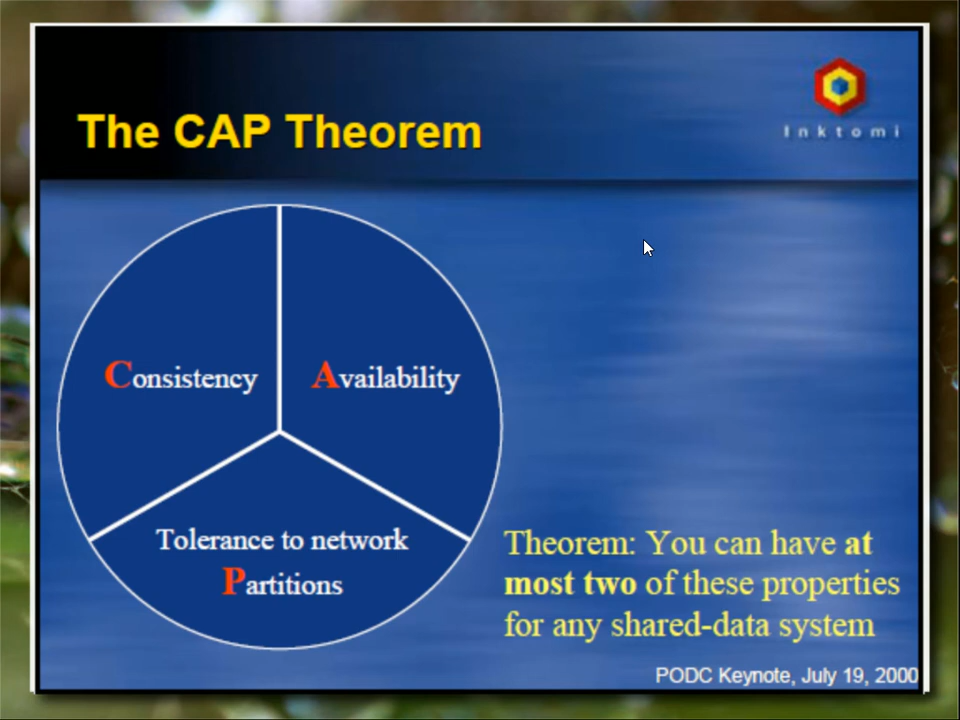 The CAP Theorem
Inktomi
Consistency
Availability
Tolerance to network
Partitions
Theorem: You can have at
most two of these properties
for any shared-data system
PODC Keynote, July 19, 2000